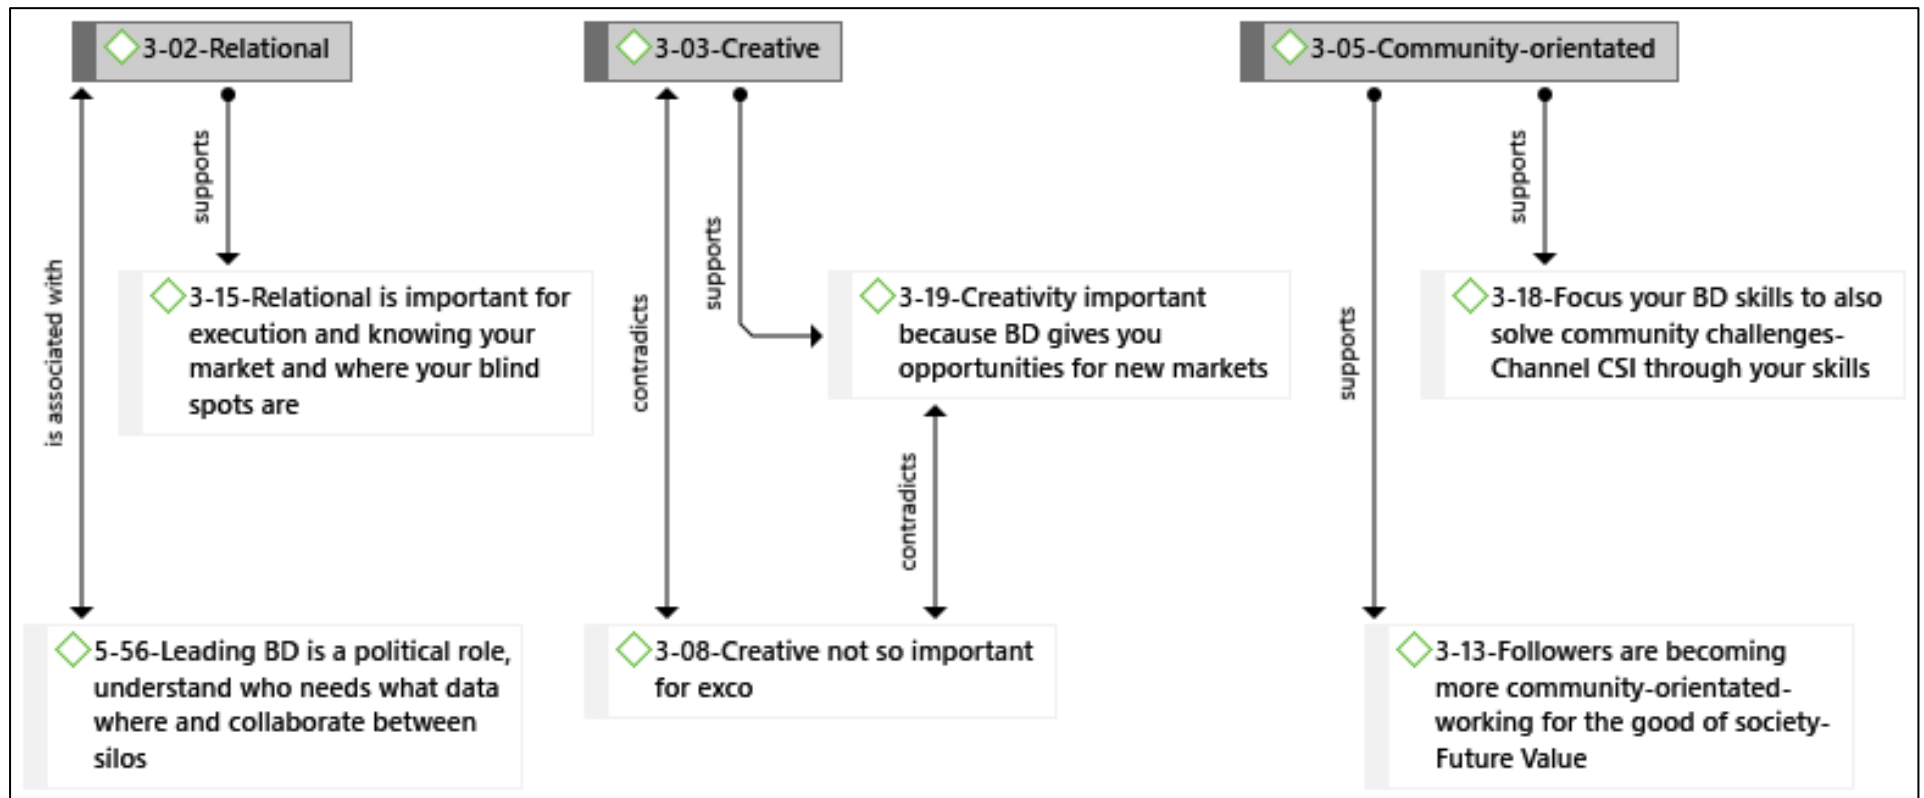 3-02-Relational
3-03-Creative
3-05-Community-orientated
supports
supports
supports
is associated with
contradicts
supports
3-15-Relational is important for
execution and knowing your
market and where your blind
spots are
3-19-Creativity important
because BD gives you
opportunities for new markets
3-18-Focus your BD skills to also
solve community challenges-
Channel CSI through your skills
contradicts
5-56-Leading BD is a political role,
understand who needs what data
where and collaborate between
silos
3-08-Creative not so important
for exco
3-13-Followers are becoming
more community-orientated-
working for the good of society-
Future Value